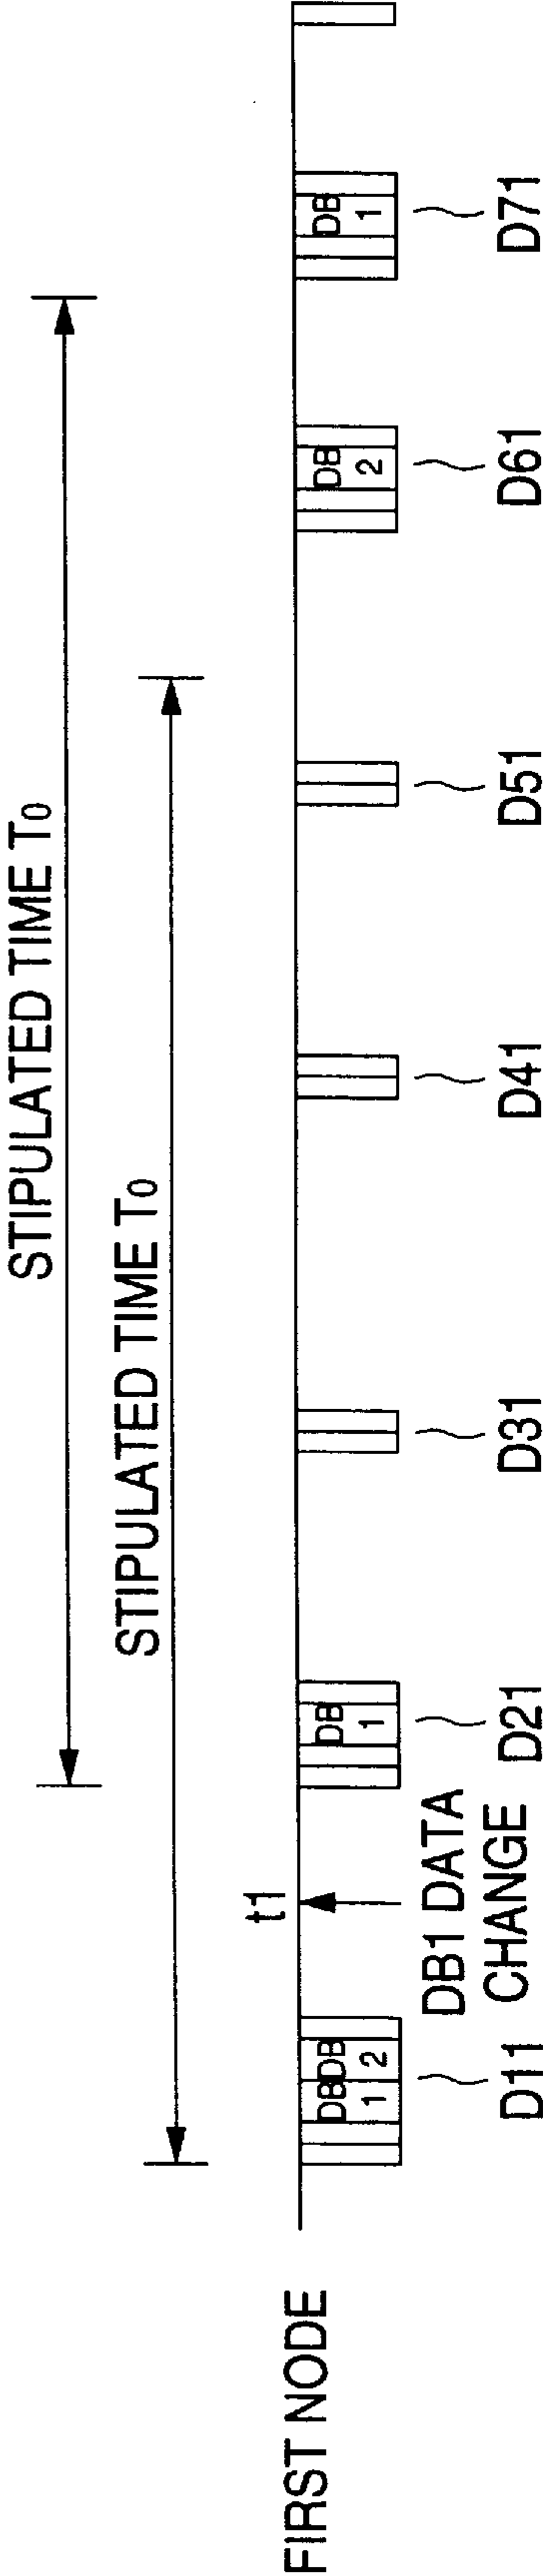 STIPULATED TIME T0
STIPULATED TIME T0
FIRST NODE
t1
DB
1
DB
2
DB
1
DB
2
DB
1
D11
DB1 DATA
CHANGE
D21
D31
D41
D51
D61
D71